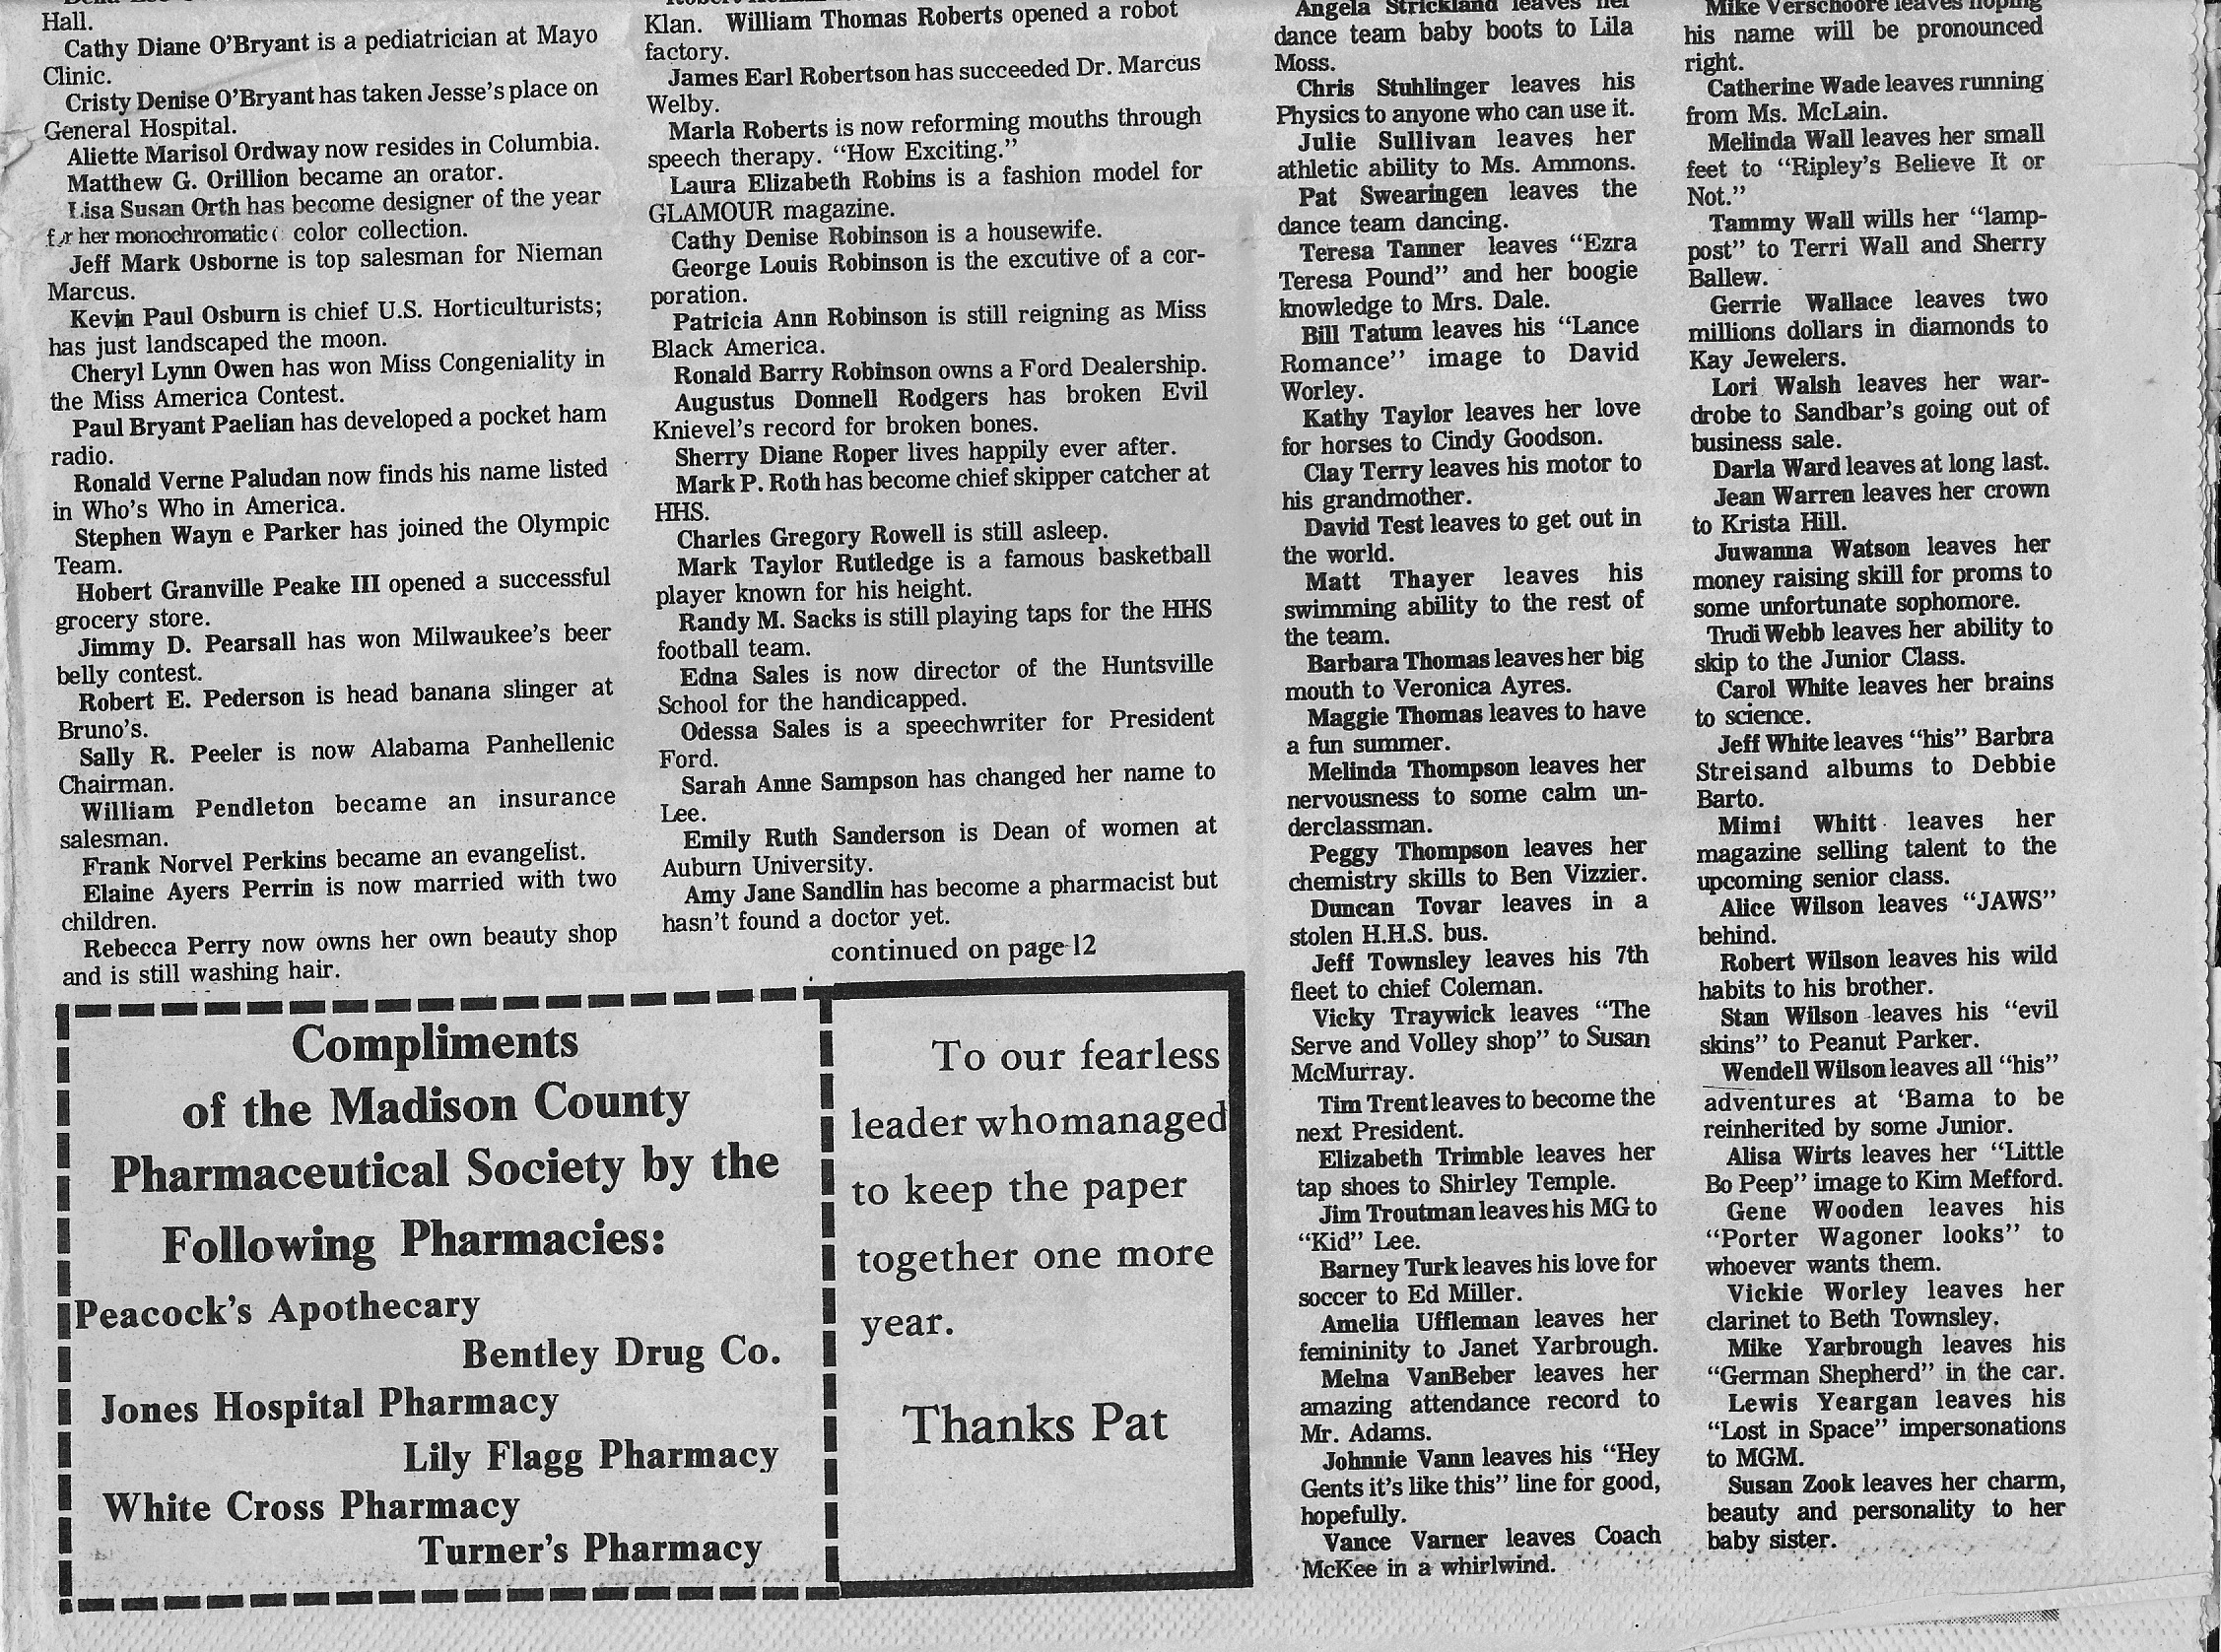 Hall.
Cathy Diane O'Bryant is a pediatrician at Mayo
Clinic.
Cristy Denise O'Bryant has taken Jesse's place on
General Hospital.
Aliette Marisol Ordway now resides in Columbia.
Matthew G. Orillion became an orator.
Lisa Susan Orth has become designer of the year
for her monochromatic color collection.
Jeff Mark Osborne is top salesman for Nieman
Marcus.
Kevin Paul Osburn is chief U.S. Horticulturists;
has just landscaped the moon.
Cheryl Lynn Owen has won Miss Congeniality in
the Miss America Contest.
Paul Bryant Paelian has developed a pocket ham
radio.
Ronald Verne Paludan now finds his name listed
in Who's Who in America.
Stephen Wayn e Parker has joined the Olympic
Team.
Hobert Granville Peake III opened a successful
grocery store.
Jimmy D. Pearsall has won Milwaukee's beer
belly contest.
Robert E. Pederson is head banana slinger at
Bruno's.
Sally R. Peeler is now Alabama Panhellenic
Chairman.
William Pendleton became an insurance
salesman.
Frank Norvel Perkins became an evangelist.
Elaine Ayers Perrin is now married with two
children.
Rebecca Perry now owns her own beauty shop
and is still washing hair.
Klan. William Thomas Roberts opened a robot
factory.
James Earl Robertson has succeeded Dr. Marcus
Welby.
Marla Roberts is now reforming mouths through
speech therapy. "How Exciting."
Laura Elizabeth Robins is a fashion model for
GLAMOUR magazine.
Cathy Denise Robinson is a housewife.
George Louis Robinson is the excutive of a cor-
poration.
Patricia Ann Robinson is still reigning as Miss
Black America.
Ronald Barry Robinson owns a Ford Dealership.
Augustus Donnell Rodgers has broken Evil
Knievel's record for broken bones.
Sherry Diane Roper lives happily ever after.
Mark P. Roth has become chief skipper catcher at
HHS.
Charles Gregory Rowell is still asleep.
Mark Taylor Rutledge is a famous basketball
player known for his height.
Randy M. Sacks is still playing taps for the HHS
football team.
Edna Sales is now director of the Huntsville
School for the handicapped.
Odessa Sales is a speechwriter for President
Ford.
Sarah Anne Sampson has changed her name to
Lee.
Emily Ruth Sanderson is Dean of women at
Auburn University.
Amy Jane Sandlin has become a pharmacist but
hasn't found a doctor yet.
continued on page 12
Compliments
of the Madison County
Pharmaceutical Society by the
Following Pharmacies:
Peacock's Apothecary
Bentley Drug Co.
Jones Hospital Pharmacy
Lily Flagg Pharmacy
White Cross Pharmacy
Turner's Pharmacy
To our fearless
leader whomanaged
to keep the paper
together one more
year.
Thanks Pat
Angela Strickland leaves her
dance team baby boots to Lila
Moss.
Chris Stuhlinger leaves his
Physics to anyone who can use it.
Julie Sullivan leaves her
athletic ability to Ms. Ammons.
Pat Swearingen leaves the
dance team dancing.
Teresa Tanner leaves "Ezra
Teresa Pound" and her boogie
knowledge to Mrs. Dale.
Bill Tatum leaves his "Lance
Romance" image to David
Worley.
Kathy Taylor leaves her love
for horses to Cindy Goodson.
Clay Terry leaves his motor to
his grandmother.
David Test leaves to get out in
the world.
Matt Thayer leaves his
swimming ability to the rest of
the team.
Barbara Thomas leaves her big
mouth to Veronica Ayres.
Maggie Thomas leaves to have
a fun summer.
Melinda Thompson leaves her
nervousness to some calm un-
derclassman.
Peggy Thompson leaves her
chemistry skills to Ben Vizzier.
Duncan Tovar leaves in a
stolen H.H.S. bus.
Jeff Townsley leaves his 7th
fleet to chief Coleman.
Vicky Traywick leaves "The
Serve and Volley shop" to Susan
McMurray.
Tim Trent leaves to become the
next President.
Elizabeth Trimble leaves her
tap shoes to Shirley Temple.
Jim Troutman leaves his MG to
"Kid" Lee.
Barney Turk leaves his love for
soccer to Ed Miller.
Amelia Uffleman leaves her
femininity to Janet Yarbrough.
Melna VanBeber leaves her
amazing attendance record to
Mr. Adams.
Johnnie Vann leaves his "Hey
Gents it's like this" line for good,
hopefully.
Vance Varner leaves Coach
McKee in a whirlwind.
Mike Verschoore leaves hoping
his name will be pronounced
right.
Catherine Wade leaves running
from Ms. McLain.
Melinda Wall leaves her small
feet to "Ripley's Believe It or
Not."
Tammy Wall wills her "lamp-
post" to Terri Wall and Sherry
Ballew.
Gerrie Wallace leaves two
millions dollars in diamonds to
Kay Jewelers.
Lori Walsh leaves her war-
drobe to Sandbar's going out of
business sale.
Darla Ward leaves at long last.
Jean Warren leaves her crown
to Krista Hill.
Juwanna Watson leaves her
money raising skill for proms to
some unfortunate sophomore.
Trudi Webb leaves her ability to
skip to the Junior Class.
Carol White leaves her brains
to science.
Jeff White leaves "his" Barbra
Streisand albums to Debbie
Barto.
Mimi Whitt leaves her
magazine selling talent to the
upcoming senior class.
Alice Wilson leaves "JAWS"
behind.
Robert Wilson leaves his wild
habits to his brother.
Stan Wilson leaves his "evil
skins" to Peanut Parker.
Wendell Wilson leaves all "his"
adventures at 'Bama to be
reinherited by some Junior.
Alisa Wirts leaves her "Little
Bo Peep" image to Kim Mefford.
Gene Wooden leaves his
"Porter Wagoner looks" to
whoever wants them.
Vickie Worley leaves her
clarinet to Beth Townsley.
Mike Yarbrough leaves his
"German Shepherd" in the car.
Lewis Yeargan leaves his
"Lost in Space" impersonations
to MGM.
Susan Zook leaves her charm,
beauty and personality to her
baby sister.